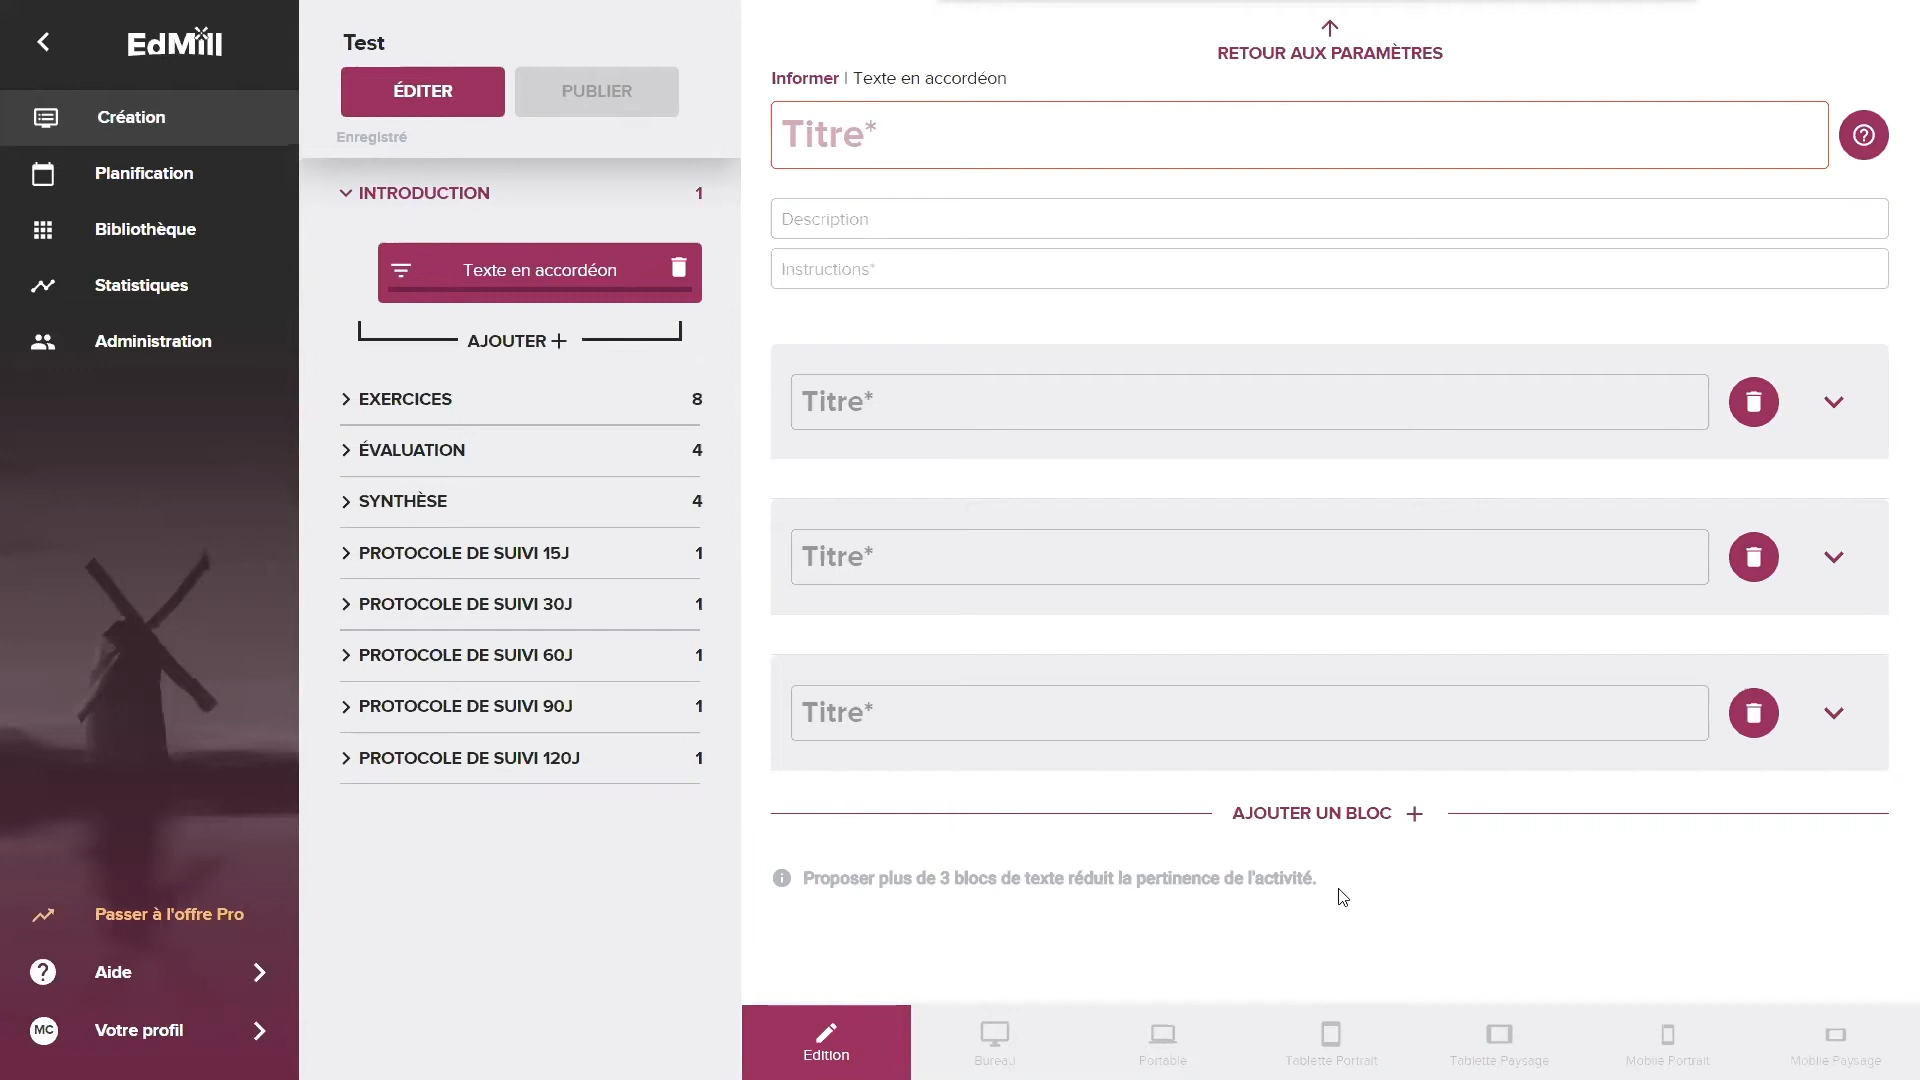 EdMill
Création
Planification
Bibliothèque
Statistiques
Administration
Passer à l'offre Pro
Aide
MC
Votre profil
Test
ÉDITER
PUBLIER
Enregistré
INTRODUCTION 1
Texte en accordéon
AJOUTER
EXERCICES 8
ÉVALUATION 4
SYNTHÈSE 4
PROTOCOLE DE SUIVI 15J 1
PROTOCOLE DE SUIVI 30J 1
PROTOCOLE DE SUIVI 60J 1
PROTOCOLE DE SUIVI 90J 1
PROTOCOLE DE SUIVI 120J 1
RETOUR AUX PARAMÈTRES
Informer | Texte en accordéon
Titre*
Description
Instructions*
Titre*
Titre*
Titre*
AJOUTER UN BLOC
Proposer plus de 3 blocs de texte réduit la pertinence de l'activité.
Edition
Bureau
Portable
Tablette Portrait
Tablette Paysage
Mobile Portrait
Mobile Paysage